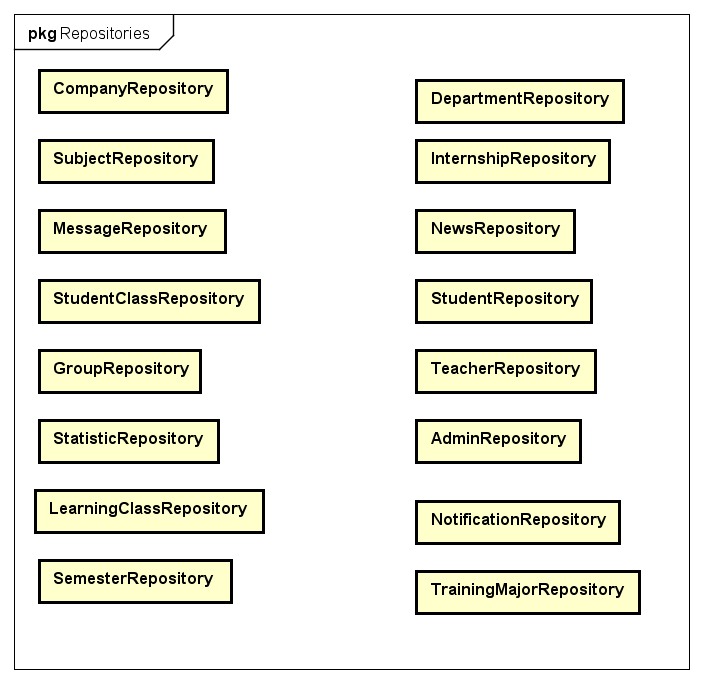 pkg Repositories
CompanyRepository
DepartmentRepository
SubjectRepository
InternshipRepository
MessageRepository
NewsRepository
StudentClassRepository
StudentRepository
GroupRepository
TeacherRepository
StatisticRepository
AdminRepository
LearningClassRepository
NotificationRepository
SemesterRepository
TrainingMajorRepository